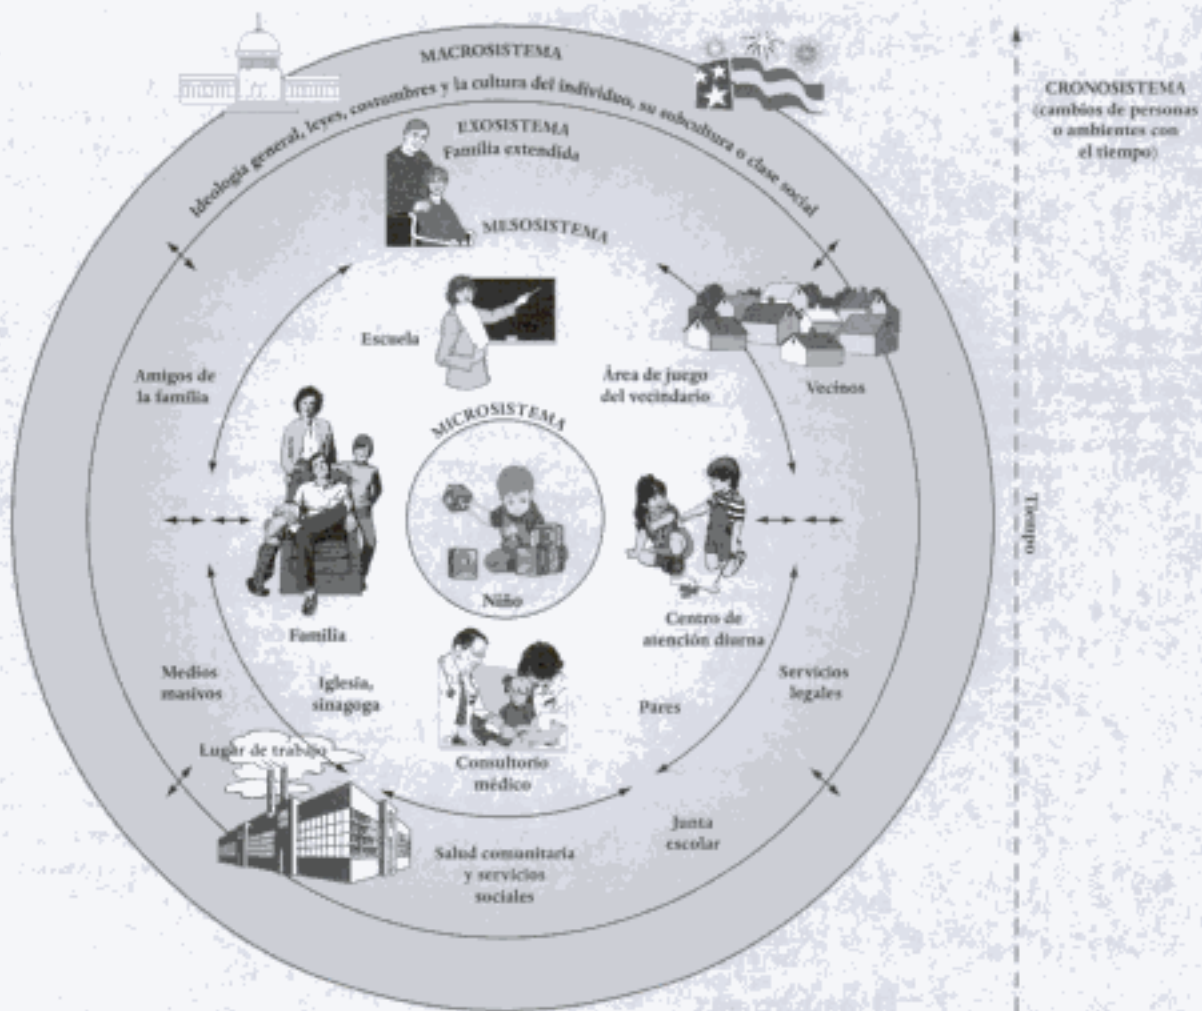 MACROSISTEMA
Ideología general, leyes, costumbres y la cultura del individuo, su subcultura o clase social
CRONOSISTEMA
(cambios de personas
o ambientes con
el tiempo)
EXOSISTEMA
Familia extendida
MESOSISTEMA
Escuela
Amigos de
la familia
Área de juego
del vecindario
Vecinos
MICROSISTEMA
Tiempo
Niño
Familia
Centro de
atención diurna
Medios
masivos
Iglesia,
sinagoga
Pares
Servicios
legales
Lugar de trabajo
Consultorio
médico
Junta
escolar
Salud comunitaria
y servicios
sociales